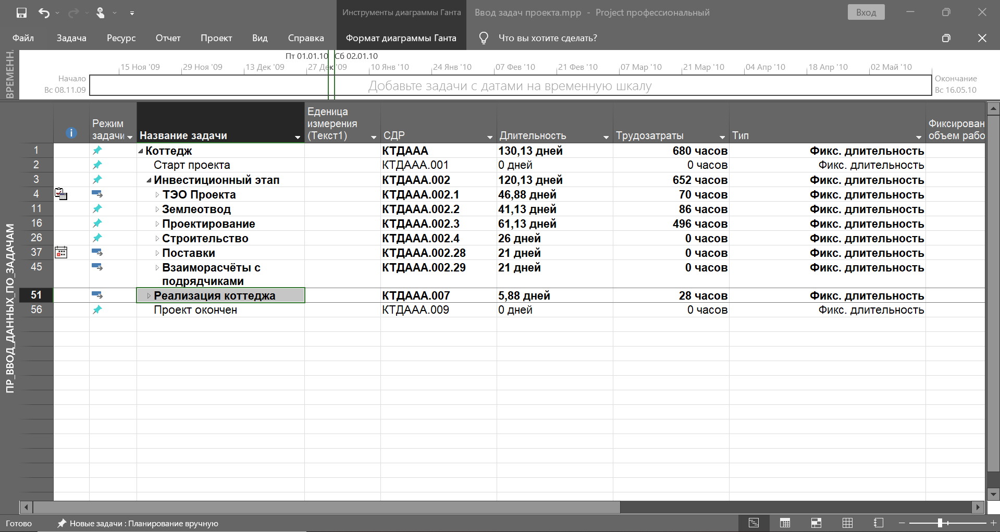 Инструменты диаграммы Ганта
Ввод задач проекта.mpp - Project профессиональный
Вход
Файл Задача Ресурс Отчет Проект Вид Справка Формат диаграммы Ганта Что вы хотите сделать?
ВРЕМЕНН
Пт 01.01.10 Сб 02.01.10
15 Ноя '09 29 Ноя '09 13 Дек '09 27 Дек '09 10 Янв '10 24 Янв '10 07 Фев '10 21 Фев '10 07 Мар '10 21 Мар '10 04 Апр '10 18 Апр '10 02 Май '10
Начало
Вс 08.11.09
Добавьте задачи с датами на временную шкалу
Окончание
Вс 16.05.10
ПР_ВВОД_ДАННЫХ_ПО_ЗАДАЧАМ
Режим задачи Название задачи Еденица измерения (Текст1) СДР Длительность Трудозатраты Тип Фиксирован объем рабо
1 Коттедж КТДААА 130,13 дней 680 часов Фикс. длительность
2 Старт проекта КТДААА.001 0 дней 0 часов Фикс. длительность
3 Инвестиционный этап КТДААА.002 120,13 дней 652 часов Фикс. длительность
4 ТЭО Проекта КТДААА.002.1 46,88 дней 70 часов Фикс. длительность
11 Землеотвод КТДААА.002.2 41,13 дней 86 часов Фикс. длительность
16 Проектирование КТДААА.002.3 61,13 дней 496 часов Фикс. длительность
26 Строительство КТДААА.002.4 26 дней 0 часов Фикс. длительность
37 Поставки КТДААА.002.28 21 дней 0 часов Фикс. длительность
45 Взаиморасчёты с подрядчиками КТДААА.002.29 21 дней 0 часов Фикс. длительность
51 Реализация коттеджа КТДААА.007 5,88 дней 28 часов Фикс. длительность
56 Проект окончен КТДААА.009 0 дней 0 часов Фикс. длительность
Готово Новые задачи : Планирование вручную